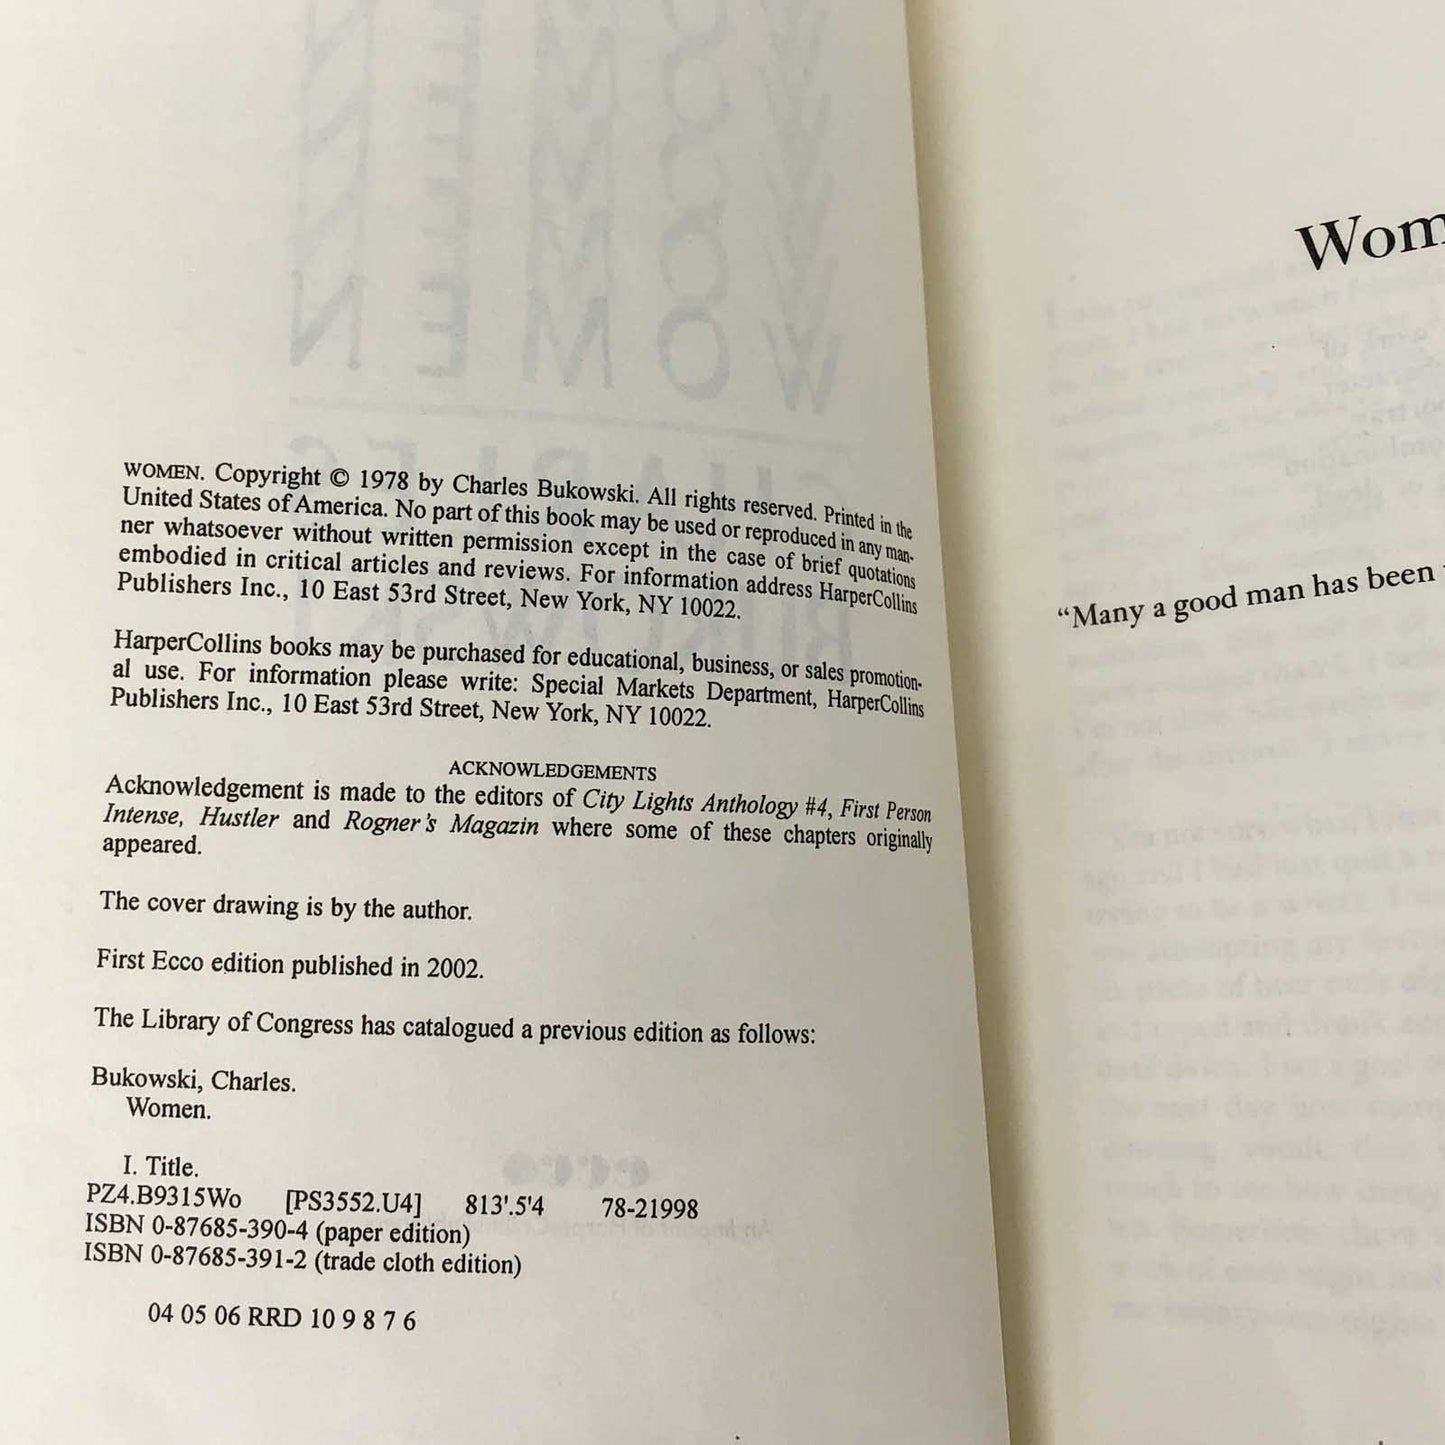 WOMEN. Copyright © 1978 by Charles Bukowski. All rights reserved. Printed in the
United States of America. No part of this book may be used or reproduced in any man-
ner whatsoever without written permission except in the case of brief quotations
embodied in critical articles and reviews. For information address HarperCollins
Publishers Inc., 10 East 53rd Street, New York, NY 10022.
HarperCollins books may be purchased for educational, business, or sales promotion-
al use. For information please write: Special Markets Department, HarperCollins
Publishers Inc., 10 East 53rd Street, New York, NY 10022.
ACKNOWLEDGEMENTS
Acknowledgement is made to the editors of City Lights Anthology #4, First Person
Intense, Hustler and Rogner's Magazin where some of these chapters originally
appeared.
The cover drawing is by the author.
First Ecco edition published in 2002.
The Library of Congress has catalogued a previous edition as follows:
Bukowski, Charles.
Women.
I. Title.
PZ4.B9315Wo [PS3552.U4] 813'.5'4 78-21998
ISBN 0-87685-390-4 (paper edition)
ISBN 0-87685-391-2 (trade cloth edition)
04 05 06 RRD 10 9 8 7 6
Wom
“Many a good man has been